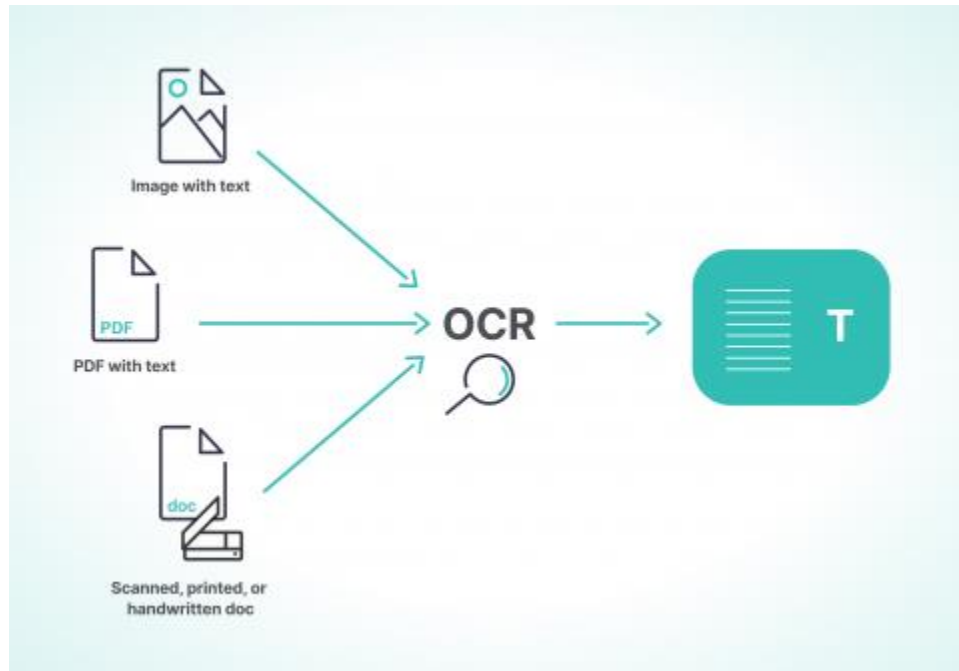 Image with text
PDF
PDF with text
OCR
T
doc
Scanned, printed, or
handwritten doc